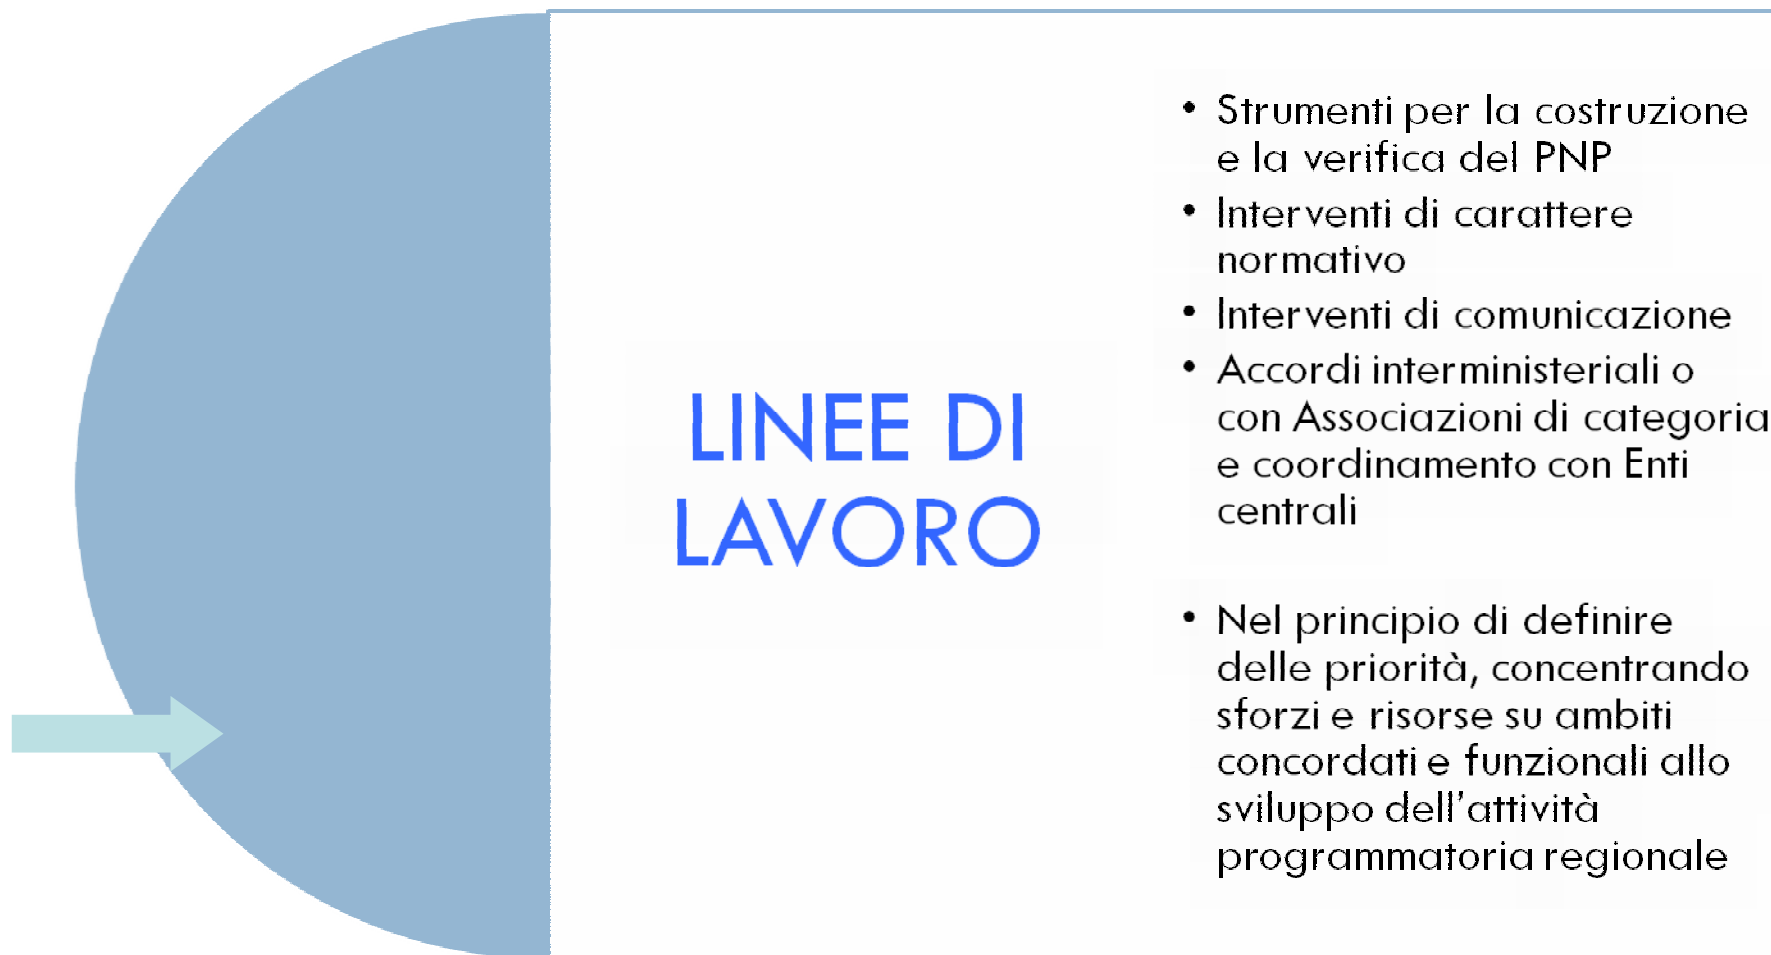 LINEE DI
LAVORO
• Strumenti per la costruzione
e la verifica del PNP
• Interventi di carattere
normativo
• Interventi di comunicazione
• Accordi interministeriali o
con Associazioni di categoria
e coordinamento con Enti
centrali
• Nel principio di definire
delle priorità, concentrando
sforzi e risorse su ambiti
concordati e funzionali allo
sviluppo dell'attività
programmatoria regionale